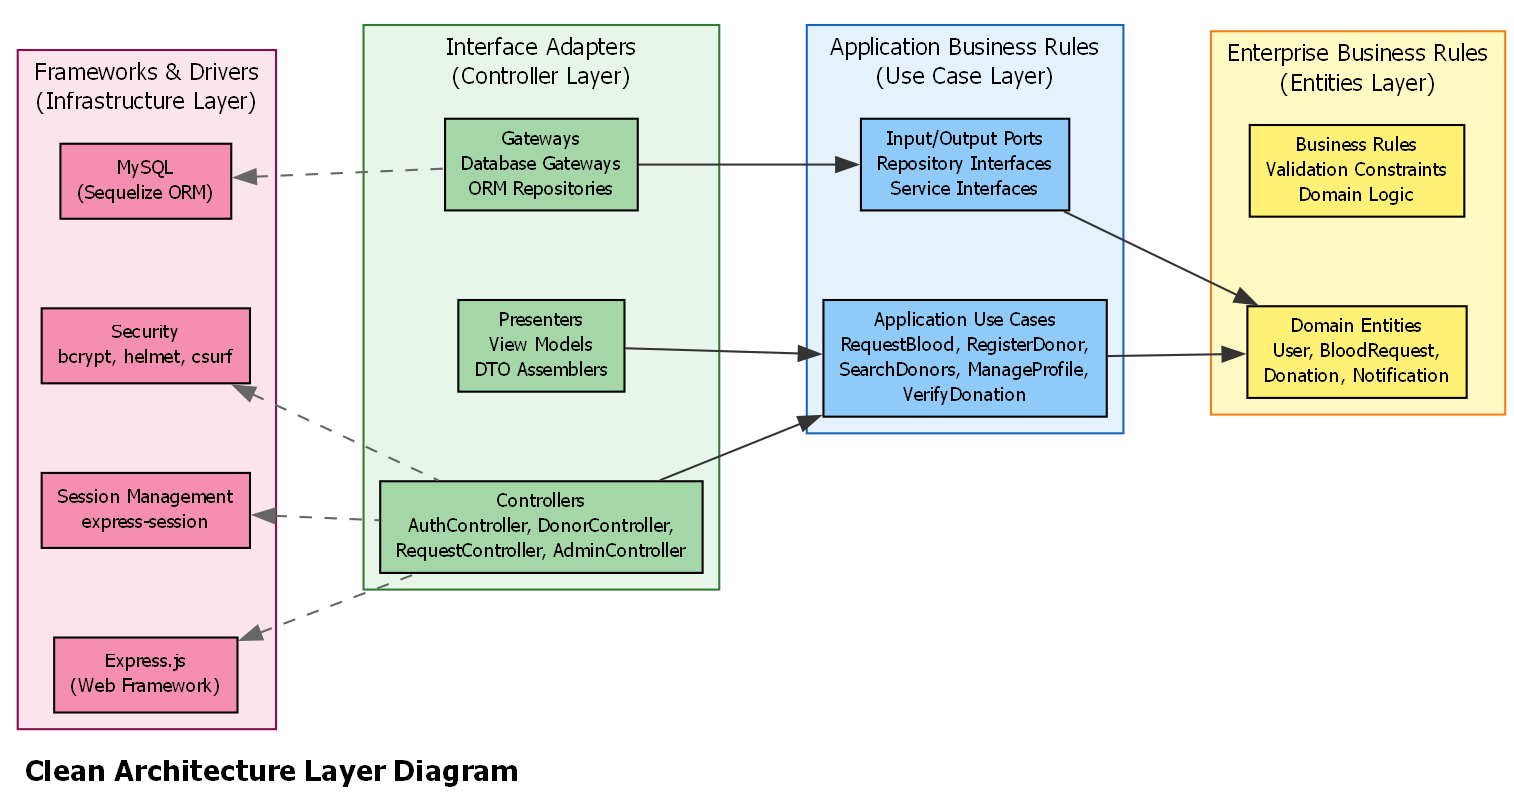 Frameworks & Drivers
(Infrastructure Layer)
MySQL
(Sequelize ORM)
Security
bcrypt, helmet, csurf
Session Management
express-session
Express.js
(Web Framework)
Interface Adapters
(Controller Layer)
Gateways
Database Gateways
ORM Repositories
Presenters
View Models
DTO Assemblers
Controllers
AuthController, DonorController,
RequestController, AdminController
Application Business Rules
(Use Case Layer)
Input/Output Ports
Repository Interfaces
Service Interfaces
Application Use Cases
RequestBlood, RegisterDonor,
SearchDonors, ManageProfile,
VerifyDonation
Enterprise Business Rules
(Entities Layer)
Business Rules
Validation Constraints
Domain Logic
Domain Entities
User, BloodRequest,
Donation, Notification
Clean Architecture Layer Diagram